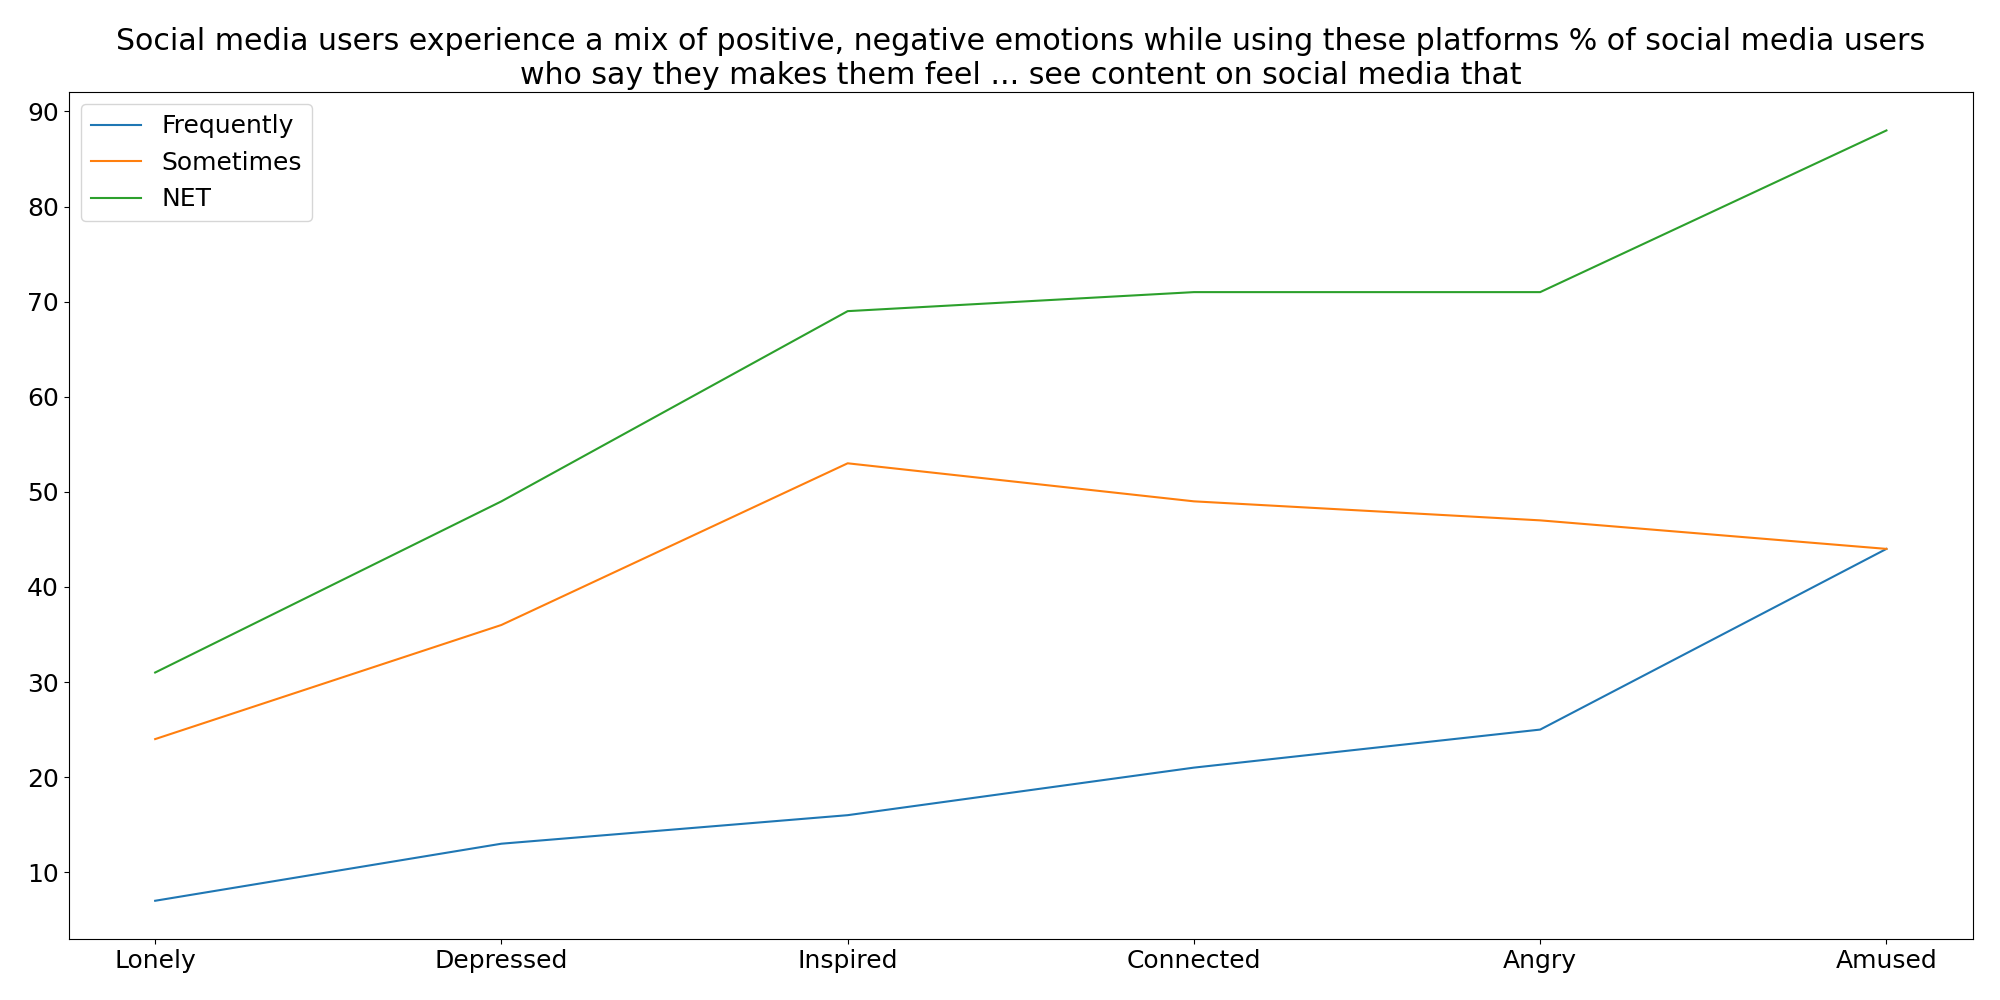 Social media users experience a mix of positive, negative emotions while using these platforms % of social media users
who say they makes them feel ... see content on social media that
90
80
70
60
50
40
30
20
10
Frequently
Sometimes
NET
Lonely
Depressed
Inspired
Connected
Angry
Amused